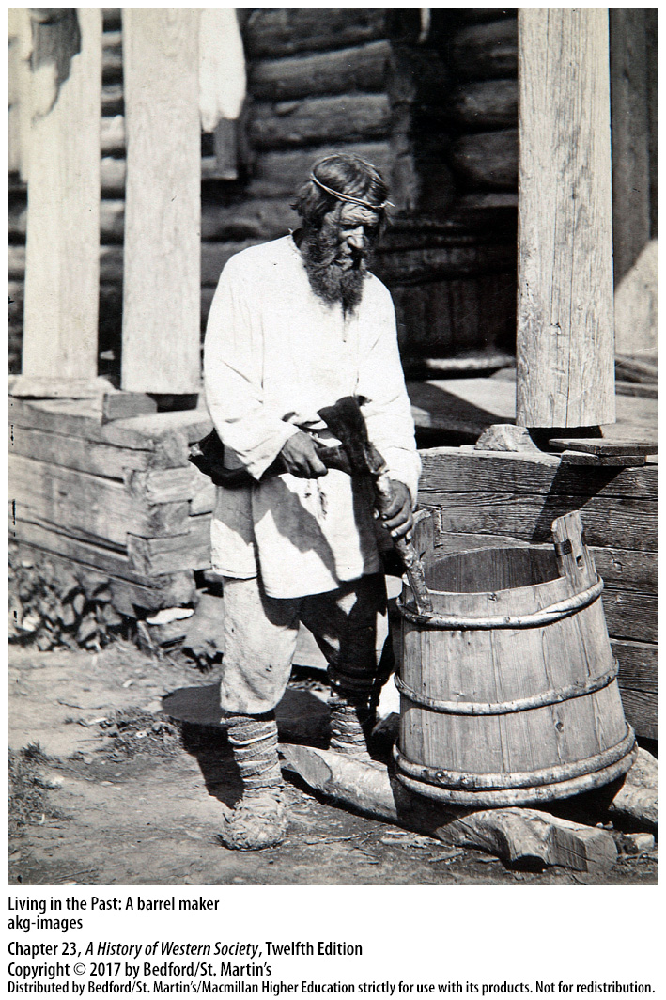 Living in the Past: A barrel maker
akg-images
Chapter 23, A History of Western Society, Twelfth Edition
Copyright © 2017 by Bedford/St. Martin’s
Distributed by Bedford/St. Martin’s/Macmillan Higher Education strictly for use with its products. Not for redistribution.